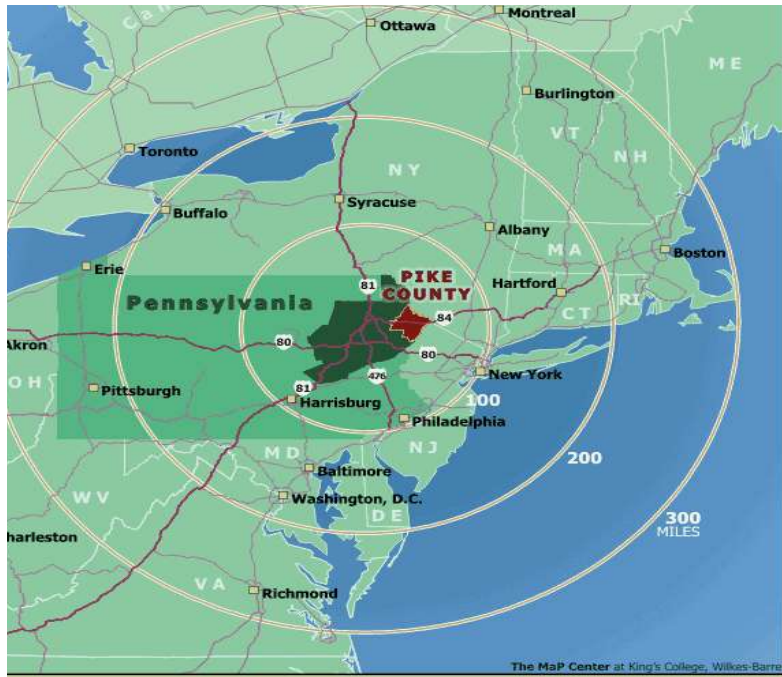 Can
Ottawa
Montreal
ME
Burlington
VT
NH
Toronto
NY
Buffalo
Syracuse
Albany
MA
Boston
Erie
81
PIKE
COUNTY
Hartford
RI
CT
Pennsylvania
84
80
80
Akron
OH
Pittsburgh
476
New York
81
Harrisburg
100
Philadelphia
NJ
MD
Baltimore
200
WV
Washington, D.C.
DE
300
MILES
harleston
VA
Richmond
The MaP Center at King's College, Wilkes-Barre